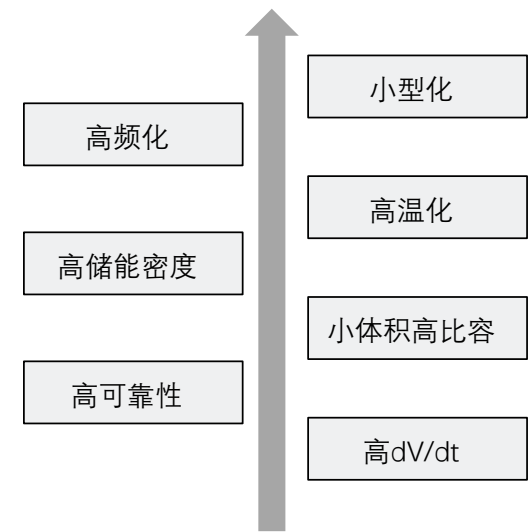 高频化
高储能密度
高可靠性
小型化
高温化
小体积高比容
高dV/dt